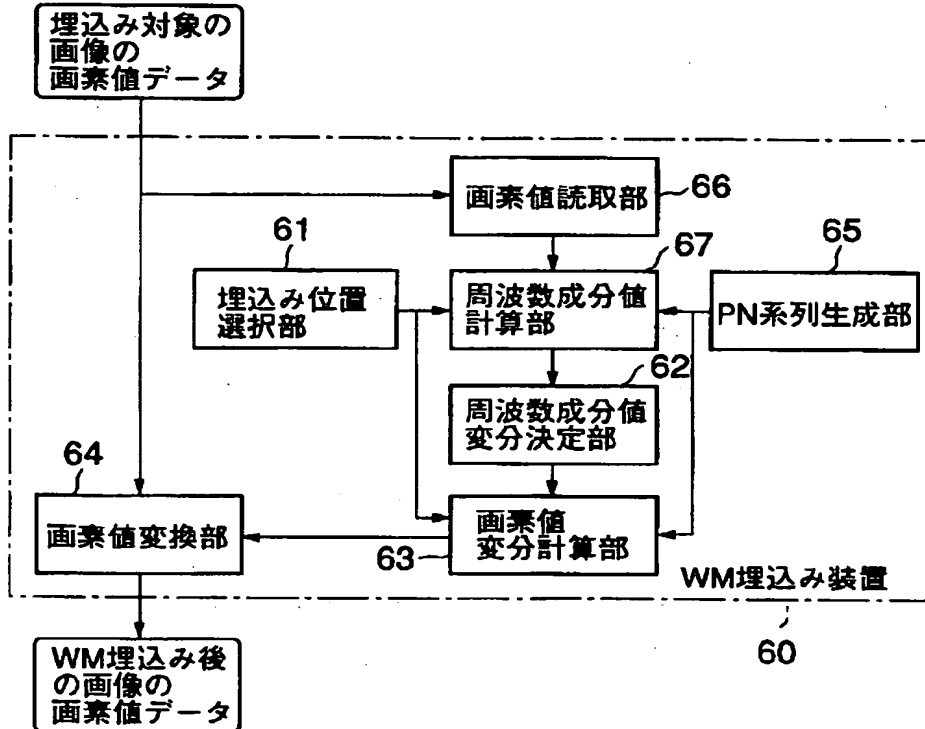 埋込み対象の
画像の
画素値データ
画素値読取部
66
61
埋込み位置
選択部
67
周波数成分値
計算部
65
PN系列生成部
62
周波数成分値
変分決定部
64
画素値変換部
63
画素値
変分計算部
WM埋込み装置
60
WM埋込み後
の画像の
画素値データ